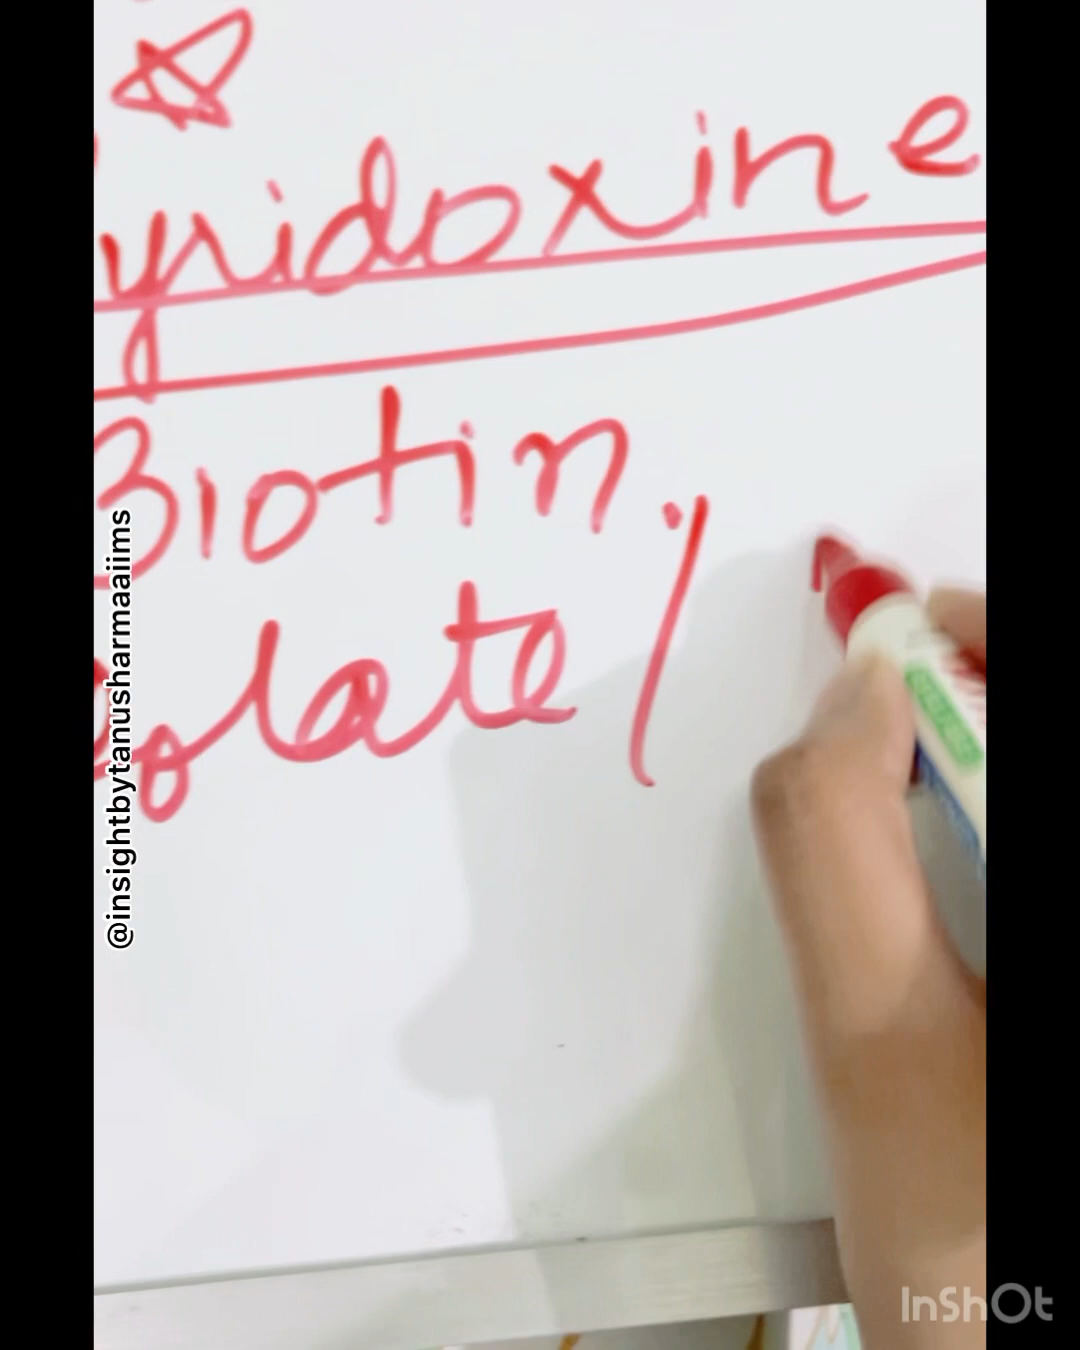 yridoxine
Biotin
olate /
@insightbytanusharmaaiims
InShOt